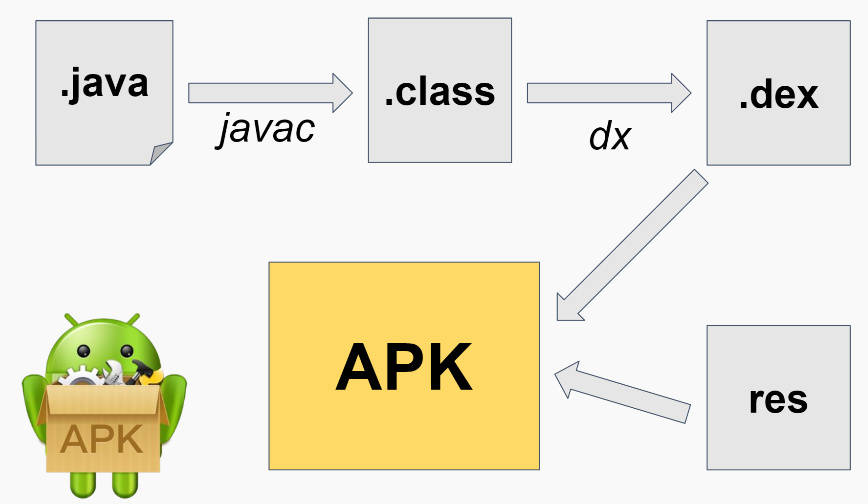 .java
javac
.class
dx
.dex
APK
res
APK